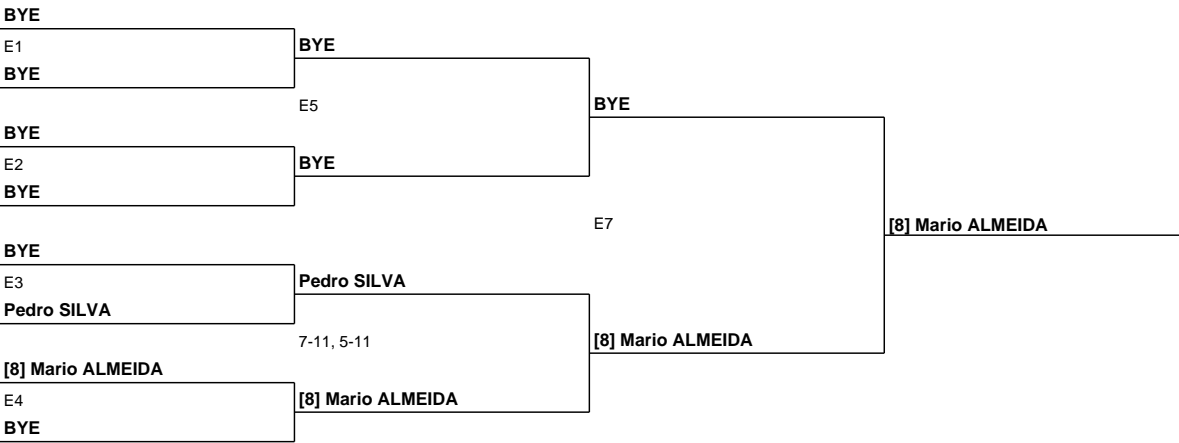 BYE
E1
BYE
BYE
E5
BYE
BYE
E2
BYE
BYE
E7
[8] Mario ALMEIDA
BYE
E3
Pedro SILVA
Pedro SILVA
7-11, 5-11
[8] Mario ALMEIDA
[8] Mario ALMEIDA
E4
[8] Mario ALMEIDA
BYE